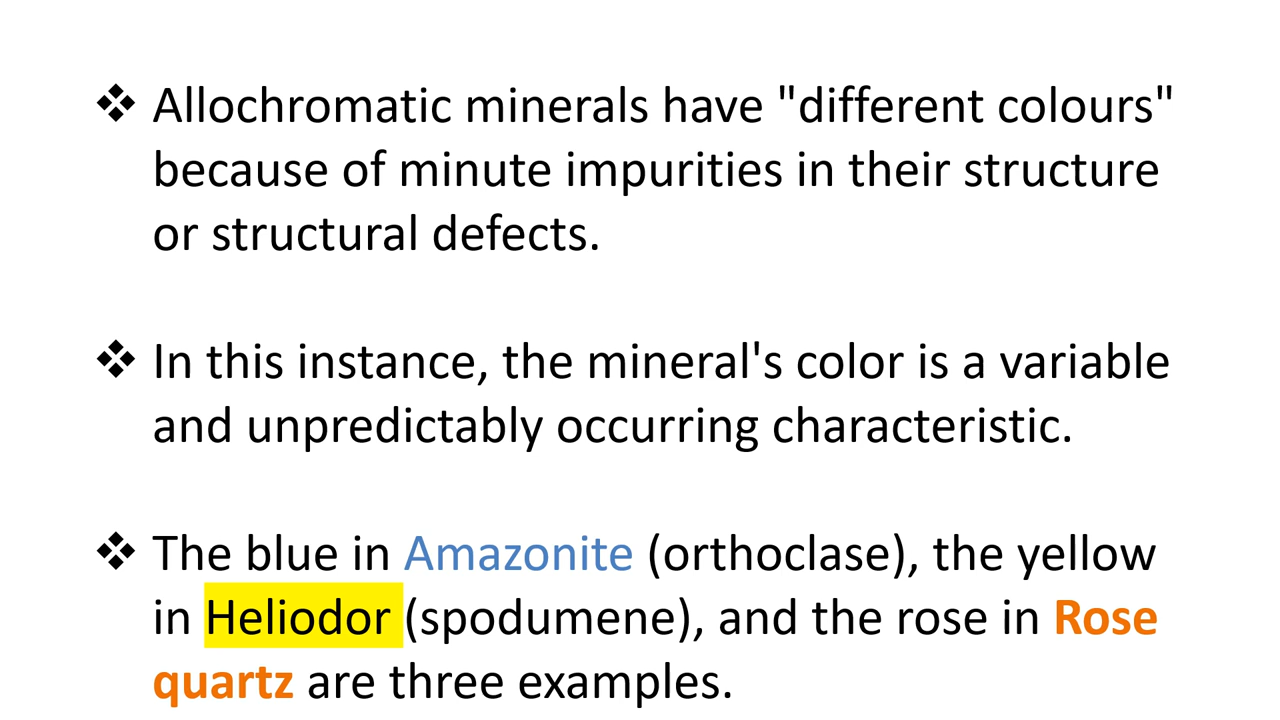 ❖ Allochromatic minerals have "different colours"
because of minute impurities in their structure
or structural defects.
❖ In this instance, the mineral's color is a variable
and unpredictably occurring characteristic.
❖ The blue in Amazonite (orthoclase), the yellow
in Heliodor (spodumene), and the rose in Rose
quartz are three examples.